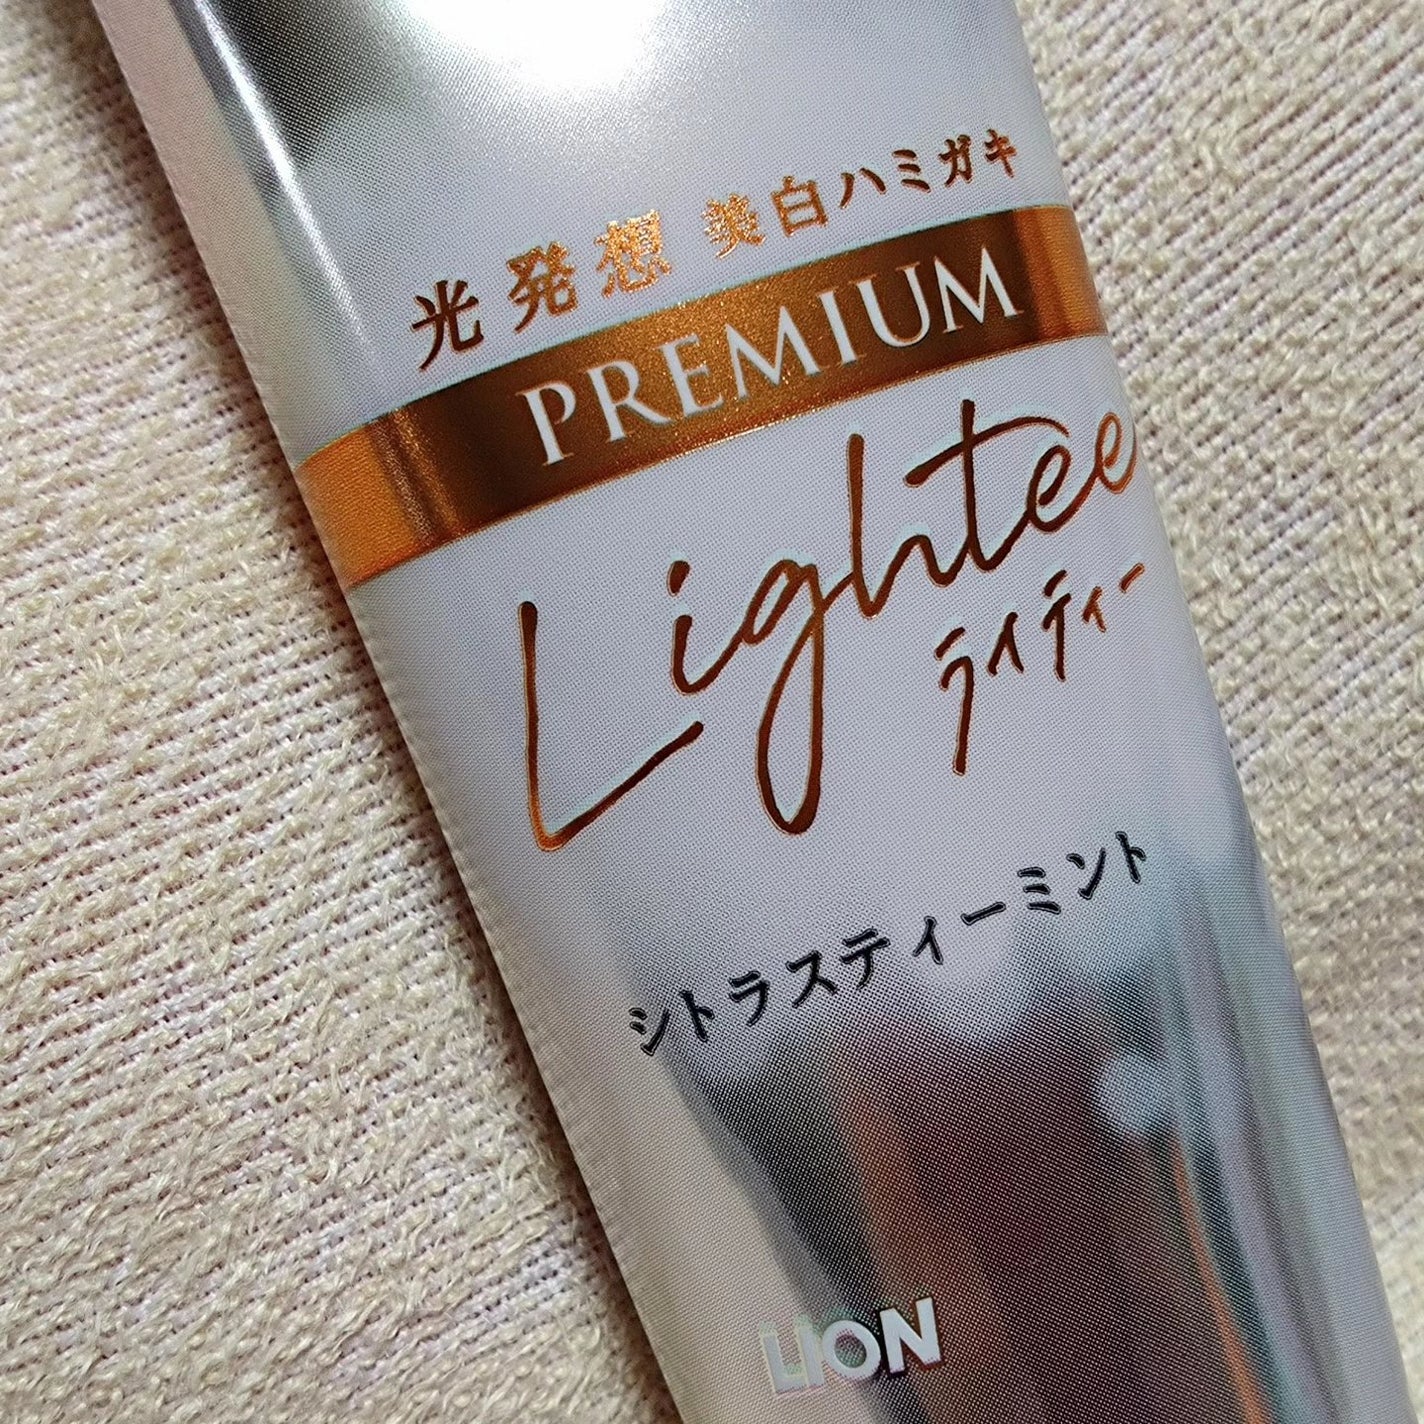 光発想 美白ハミガキ
PREMIUM
Lightee
ライティー
シトラスティーミント
LION